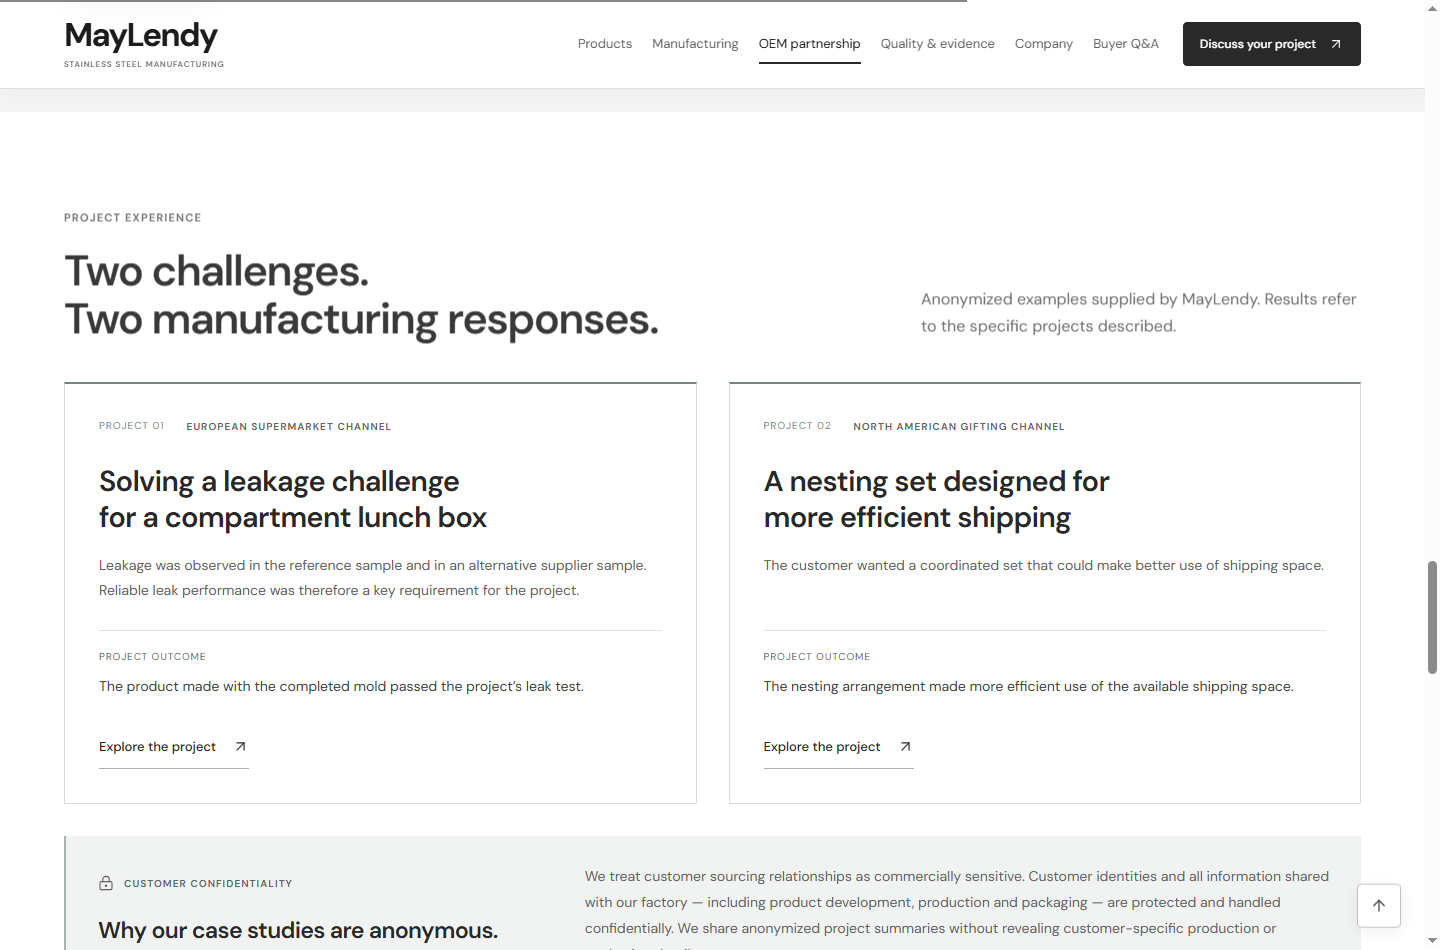 MayLendy
STAINLESS STEEL MANUFACTURING
Products
Manufacturing
OEM partnership
Quality & evidence
Company
Buyer Q&A
Discuss your project
PROJECT EXPERIENCE
Two challenges.
Two manufacturing responses.
Anonymized examples supplied by MayLendy. Results refer
to the specific projects described.
PROJECT 01
EUROPEAN SUPERMARKET CHANNEL
Solving a leakage challenge
for a compartment lunch box
Leakage was observed in the reference sample and in an alternative supplier sample.
Reliable leak performance was therefore a key requirement for the project.
PROJECT OUTCOME
The product made with the completed mold passed the project’s leak test.
Explore the project
PROJECT 02
NORTH AMERICAN GIFTING CHANNEL
A nesting set designed for
more efficient shipping
The customer wanted a coordinated set that could make better use of shipping space.
PROJECT OUTCOME
The nesting arrangement made more efficient use of the available shipping space.
Explore the project
CUSTOMER CONFIDENTIALITY
Why our case studies are anonymous.
We treat customer sourcing relationships as commercially sensitive. Customer identities and all information shared
with our factory — including product development, production and packaging — are protected and handled
confidentially. We share anonymized project summaries without revealing customer-specific production or